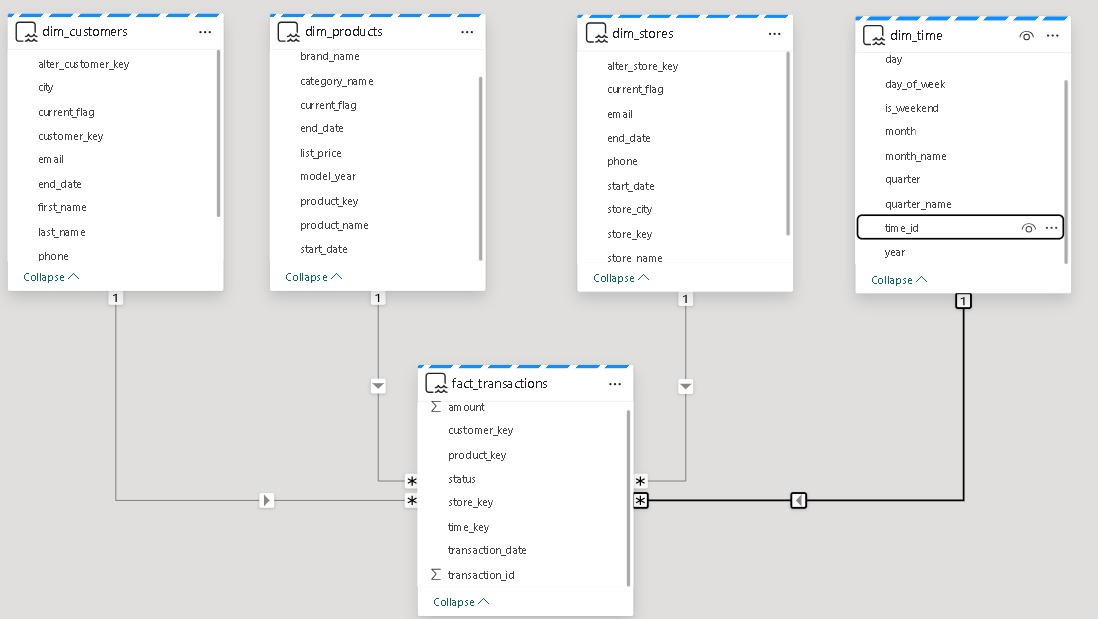 dim_customers
alter_customer_key
city
current_flag
customer_key
email
end_date
first_name
last_name
phone
Collapse
dim_products
brand_name
category_name
current_flag
end_date
list_price
model_year
product_key
product_name
start_date
Collapse
dim_stores
alter_store_key
current_flag
email
end_date
phone
start_date
store_city
store_key
store_name
Collapse
dim_time
day
day_of_week
is_weekend
month
month_name
quarter
quarter_name
time_id
year
Collapse
1
1
1
1
fact_transactions
Σ amount
customer_key
product_key
status
store_key
time_key
transaction_date
Σ transaction_id
Collapse
*
*
*
*